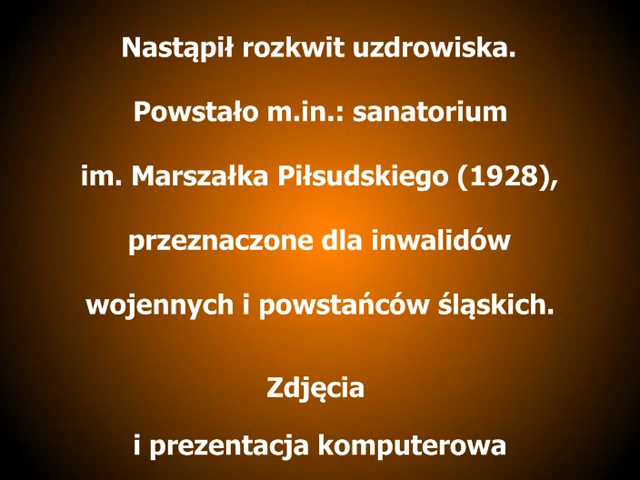 Nastąpił rozkwit uzdrowiska.
Powstało m.in.: sanatorium
im. Marszałka Piłsudskiego (1928),
przeznaczone dla inwalidów
wojennych i powstańców śląskich.
Zdjęcia
i prezentacja komputerowa